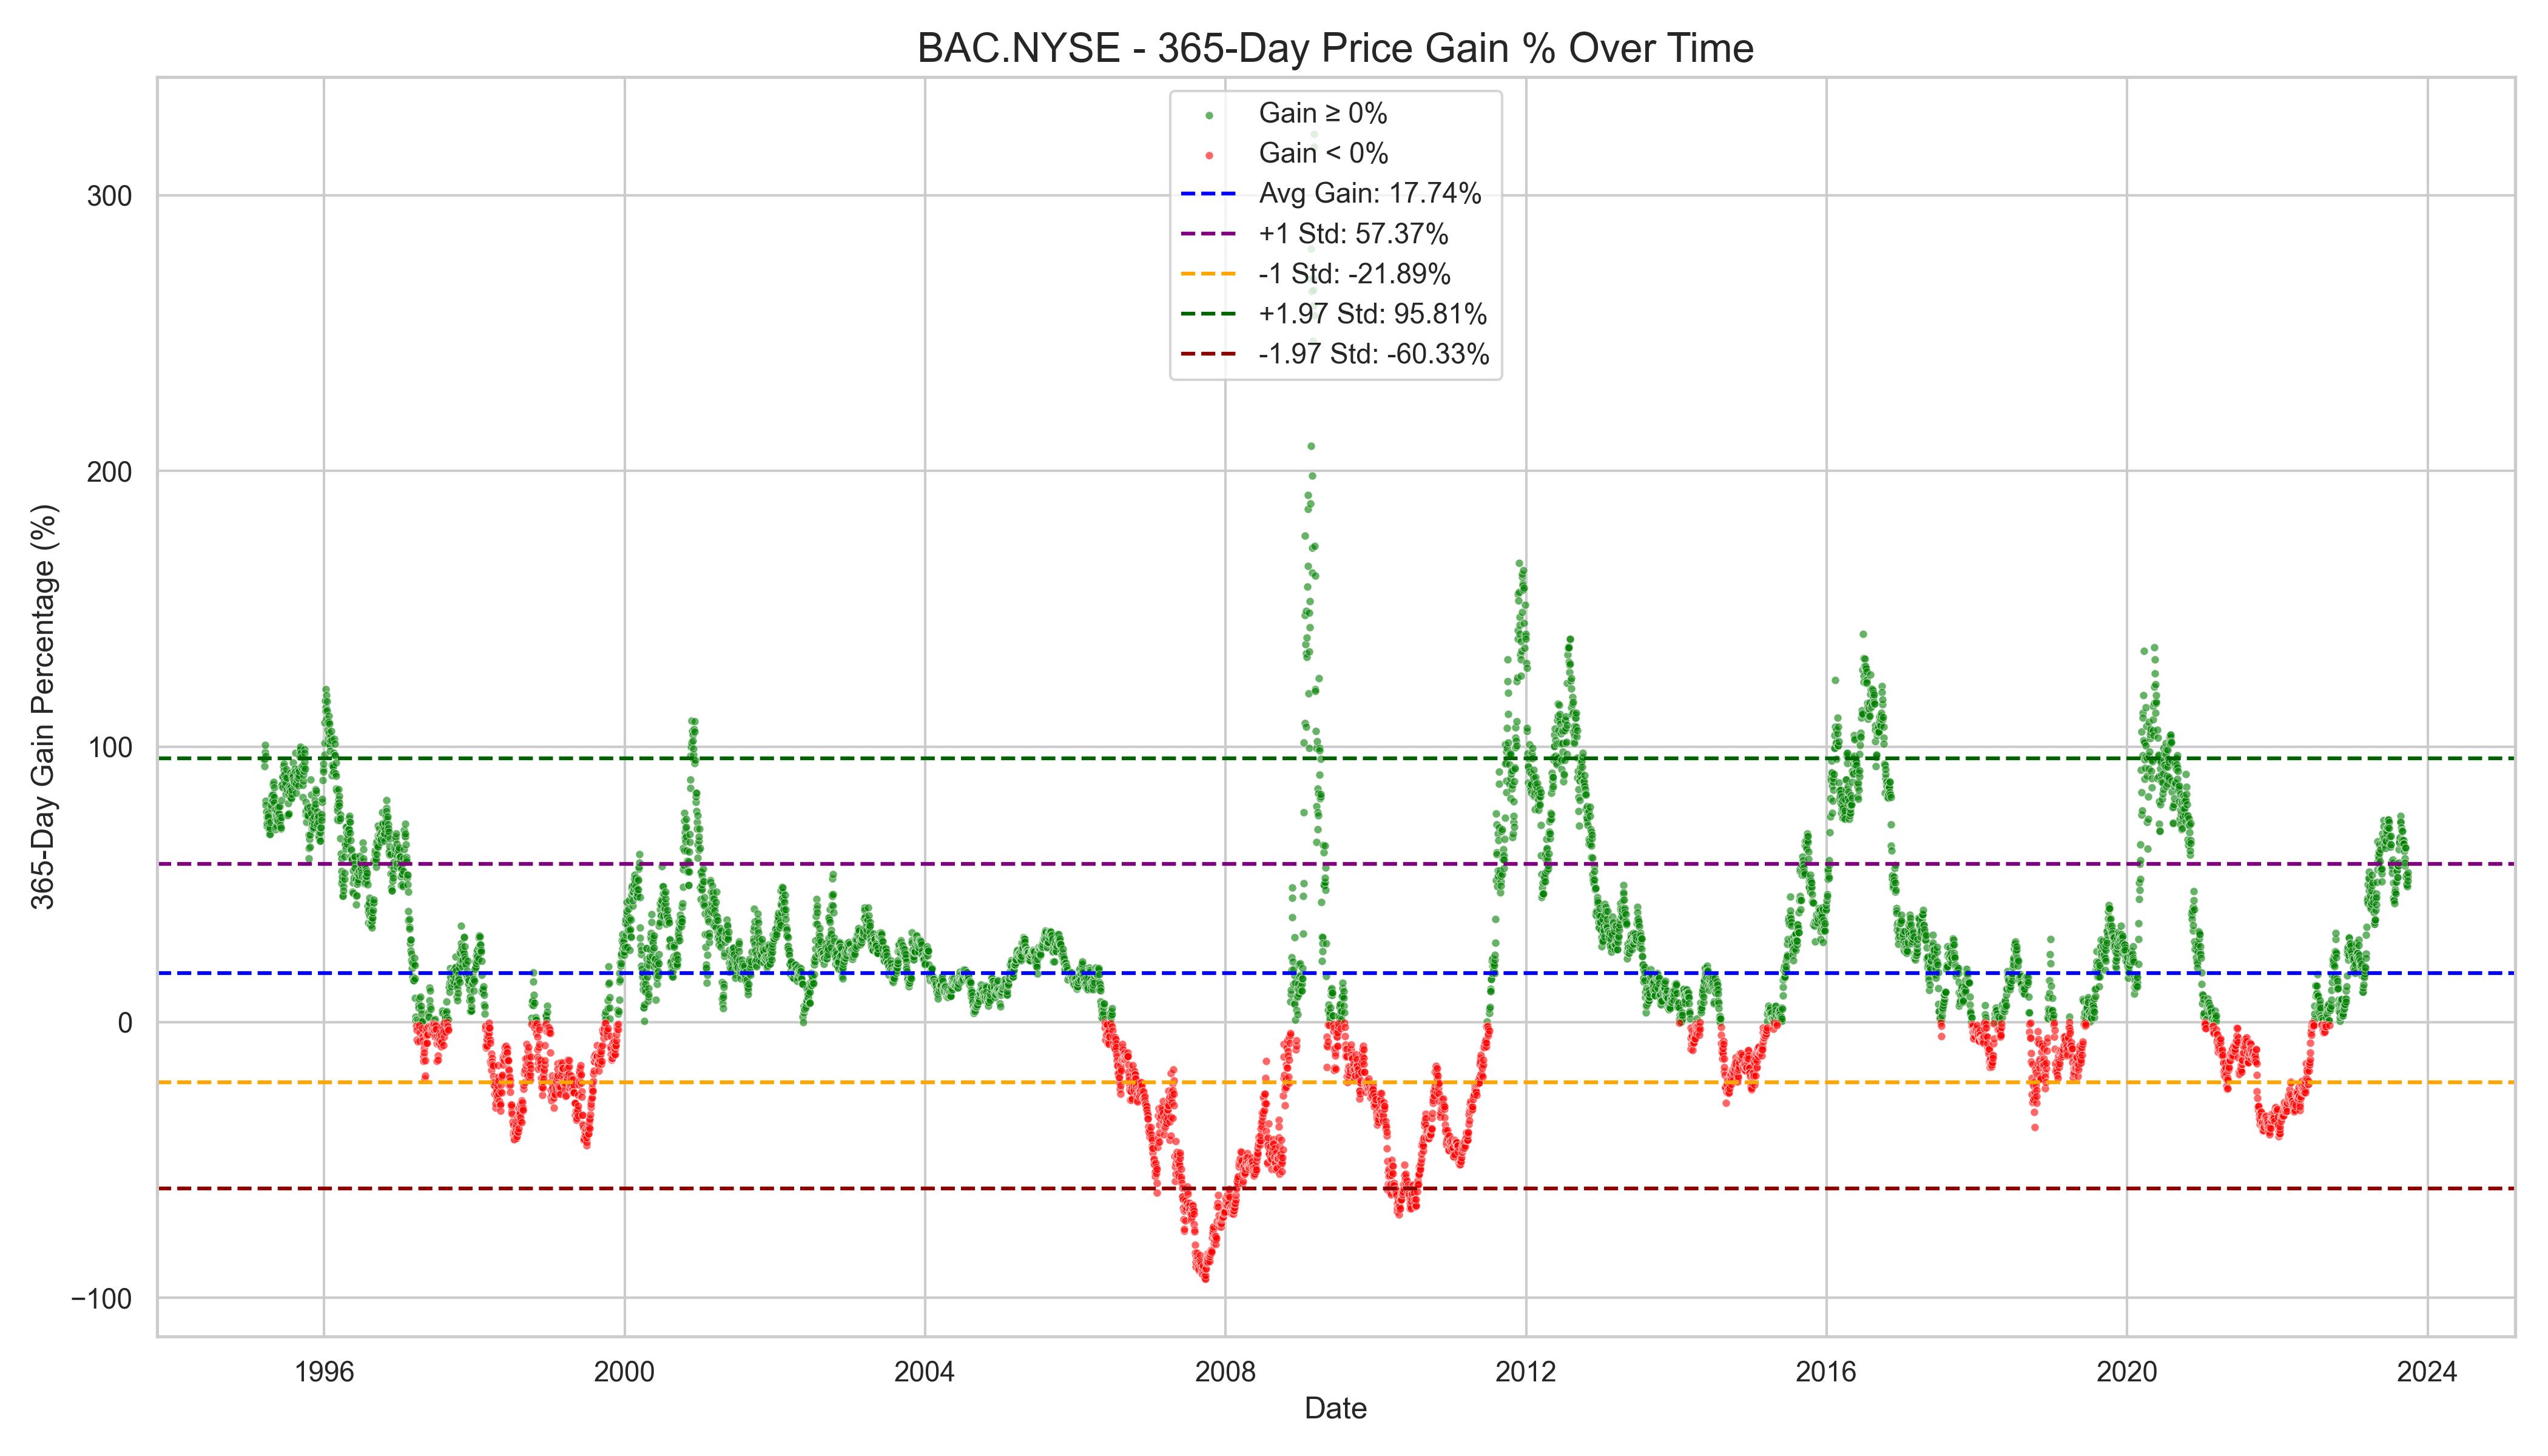 BAC.NYSE - 365-Day Price Gain % Over Time
Gain ≥ 0%
Gain < 0%
Avg Gain: 17.74%
+1 Std: 57.37%
-1 Std: -21.89%
+1.97 Std: 95.81%
-1.97 Std: -60.33%
365-Day Gain Percentage (%)
300
200
100
0
−100
1996 2000 2004 2008 2012 2016 2020 2024
Date